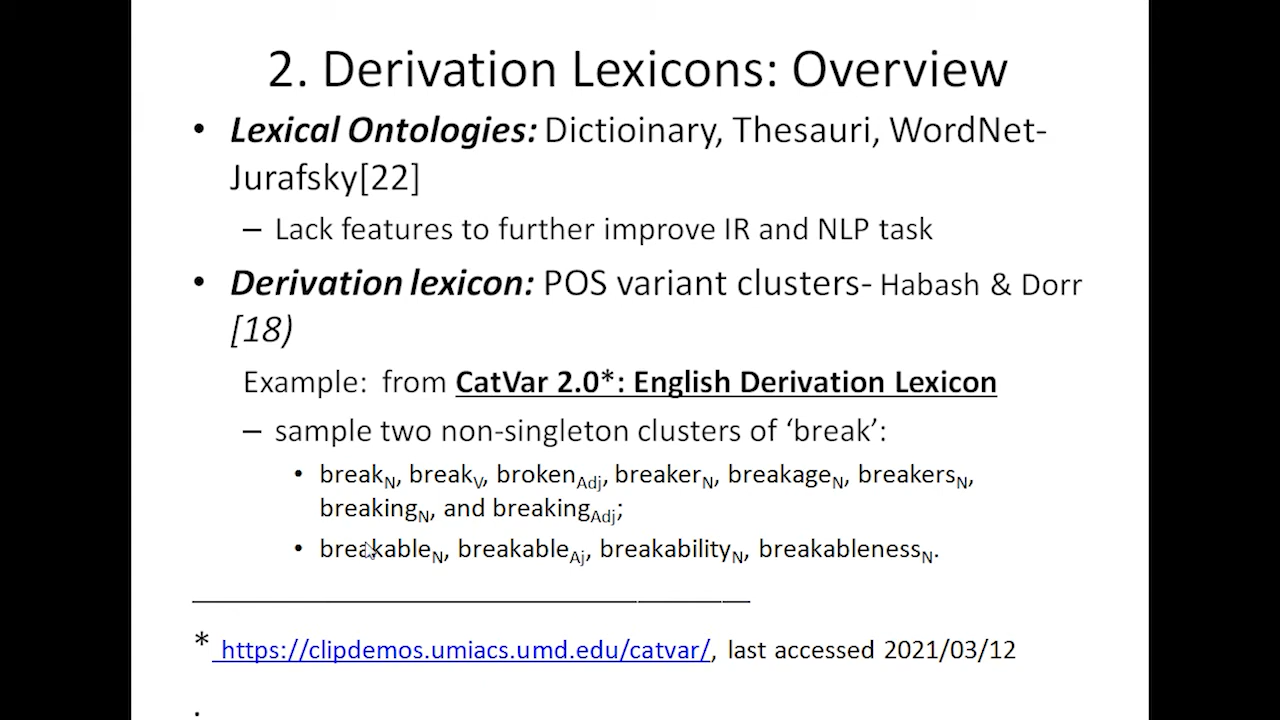 2. Derivation Lexicons: Overview
• Lexical Ontologies: Dictioinary, Thesauri, WordNet-
Jurafsky[22]
– Lack features to further improve IR and NLP task
• Derivation lexicon: POS variant clusters- Habash & Dorr
[18)
Example: from CatVar 2.0*: English Derivation Lexicon
– sample two non-singleton clusters of ‘break’:
• breakN, breakV, brokenAdj, breakerN, breakageN, breakersN,
breakingN, and breakingAdj;
• breakableN, breakableAj, breakabilityN, breakablenessN.
* https://clipdemos.umiacs.umd.edu/catvar/, last accessed 2021/03/12
.